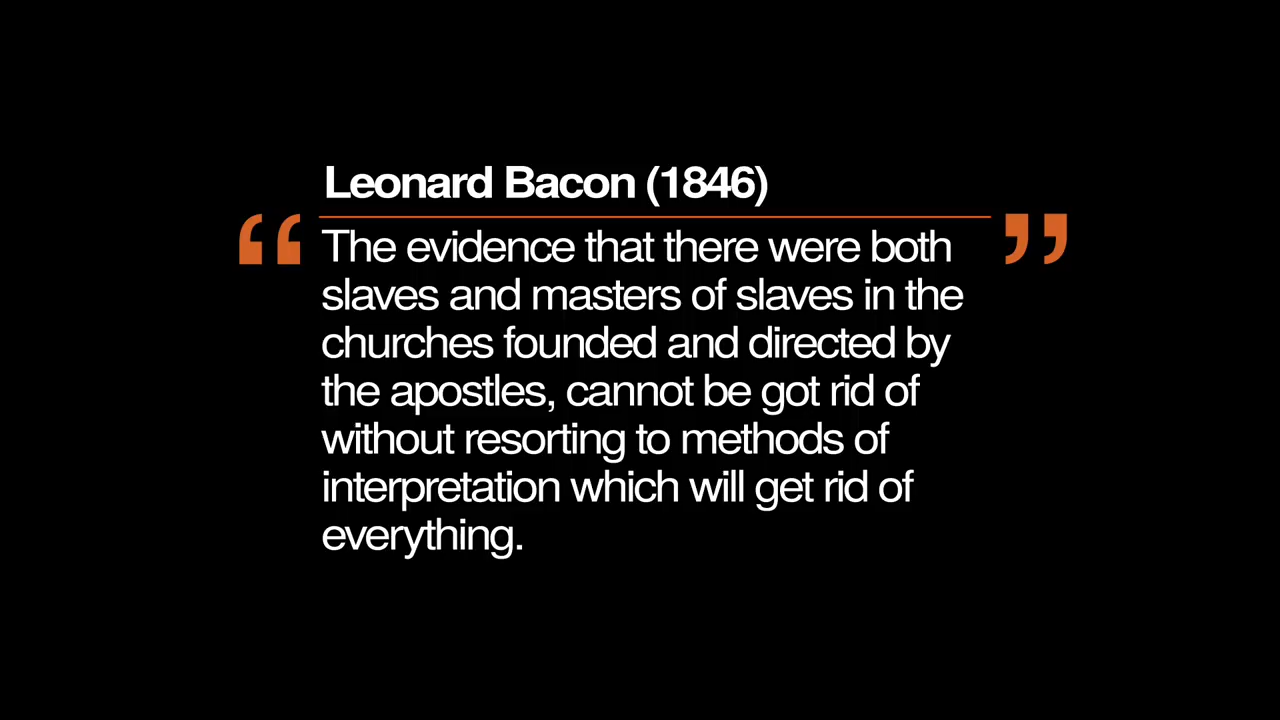 Leonard Bacon (1846)
“The evidence that there were both”
slaves and masters of slaves in the
churches founded and directed by
the apostles, cannot be got rid of
without resorting to methods of
interpretation which will get rid of
everything.